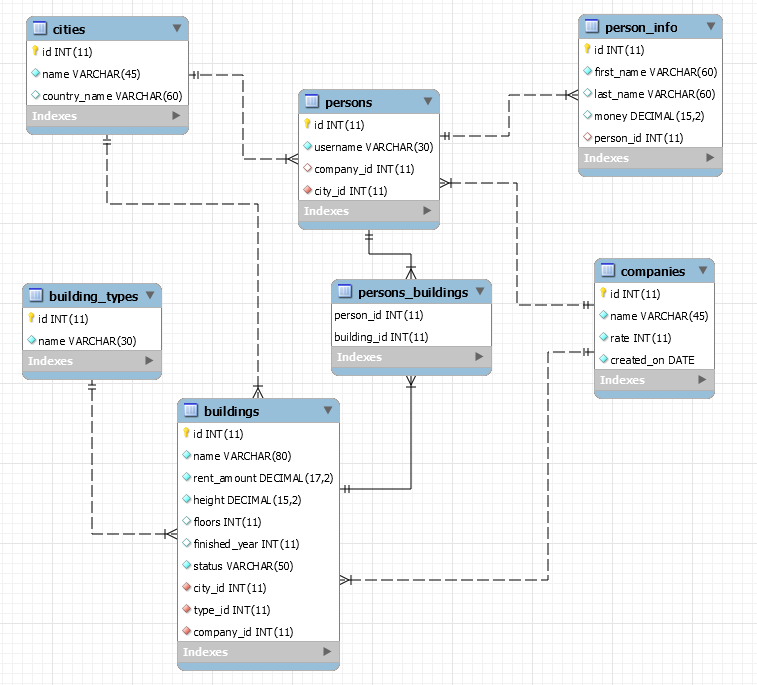 cities
id INT(11)
name VARCHAR(45)
country_name VARCHAR(60)
Indexes
person_info
id INT(11)
first_name VARCHAR(60)
last_name VARCHAR(60)
money DECIMAL(15,2)
person_id INT(11)
Indexes
persons
id INT(11)
username VARCHAR(30)
company_id INT(11)
city_id INT(11)
Indexes
building_types
id INT(11)
name VARCHAR(30)
Indexes
persons_buildings
person_id INT(11)
building_id INT(11)
Indexes
companies
id INT(11)
name VARCHAR(45)
rate INT(11)
created_on DATE
Indexes
buildings
id INT(11)
name VARCHAR(80)
rent_amount DECIMAL(17,2)
height DECIMAL(15,2)
floors INT(11)
finished_year INT(11)
status VARCHAR(50)
city_id INT(11)
type_id INT(11)
company_id INT(11)
Indexes